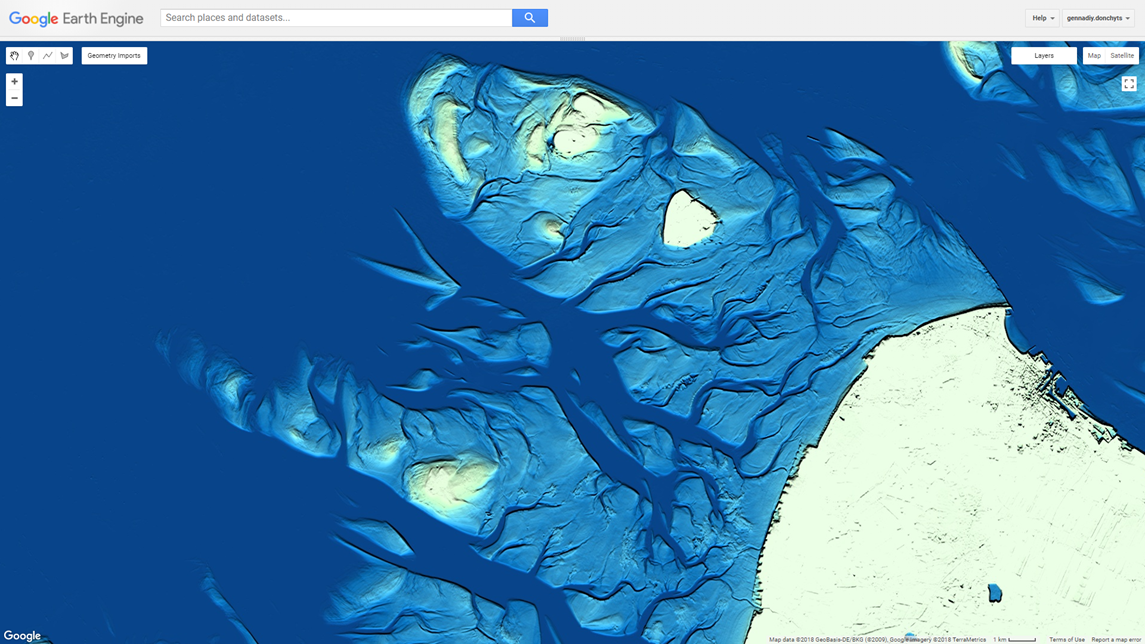 Google Earth Engine
Search places and datasets...
Help
gennadiy.donchyts
Geometry Imports
Layers
Map
Satellite
+
−
Google
Map data ©2018 GeoBasis-DE/BKG (©2009), Google Imagery ©2018 TerraMetrics
1 km
Terms of Use
Report a map error